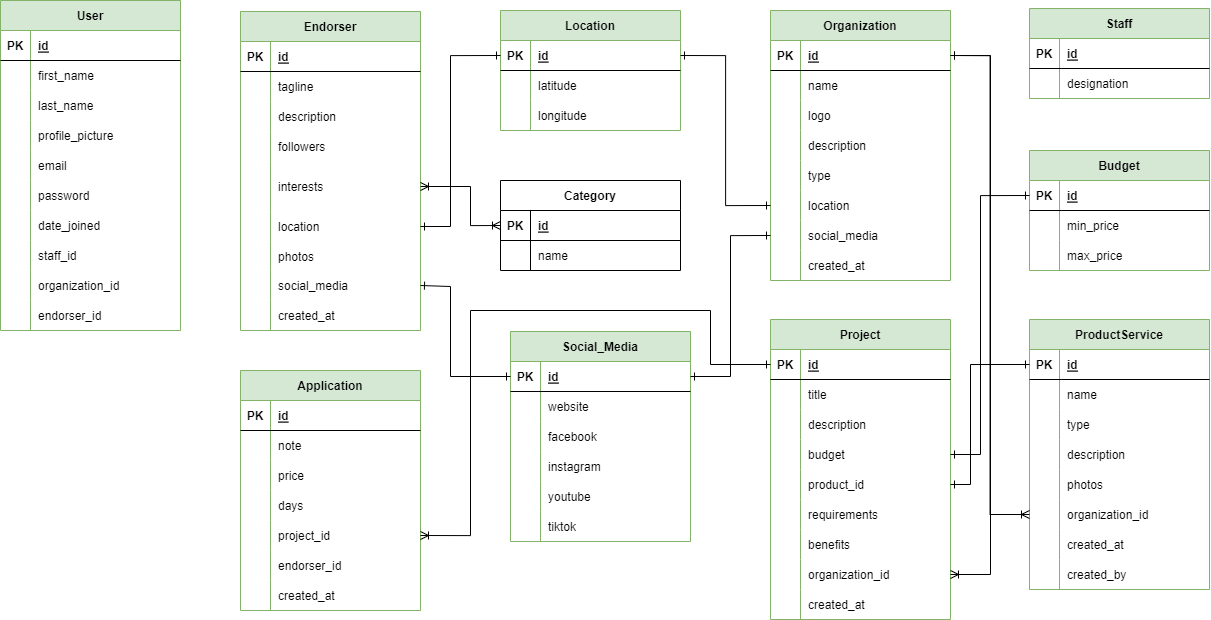 User
PK id
first_name
last_name
profile_picture
email
password
date_joined
staff_id
organization_id
endorser_id
Endorser
PK id
tagline
description
followers
interests
location
photos
social_media
created_at
Application
PK id
note
price
days
project_id
endorser_id
created_at
Location
PK id
latitude
longitude
Category
PK id
name
Social_Media
PK id
website
facebook
instagram
youtube
tiktok
Organization
PK id
name
logo
description
type
location
social_media
created_at
Project
PK id
title
description
budget
product_id
requirements
benefits
organization_id
created_at
Staff
PK id
designation
Budget
PK id
min_price
max_price
ProductService
PK id
name
type
description
photos
organization_id
created_at
created_by